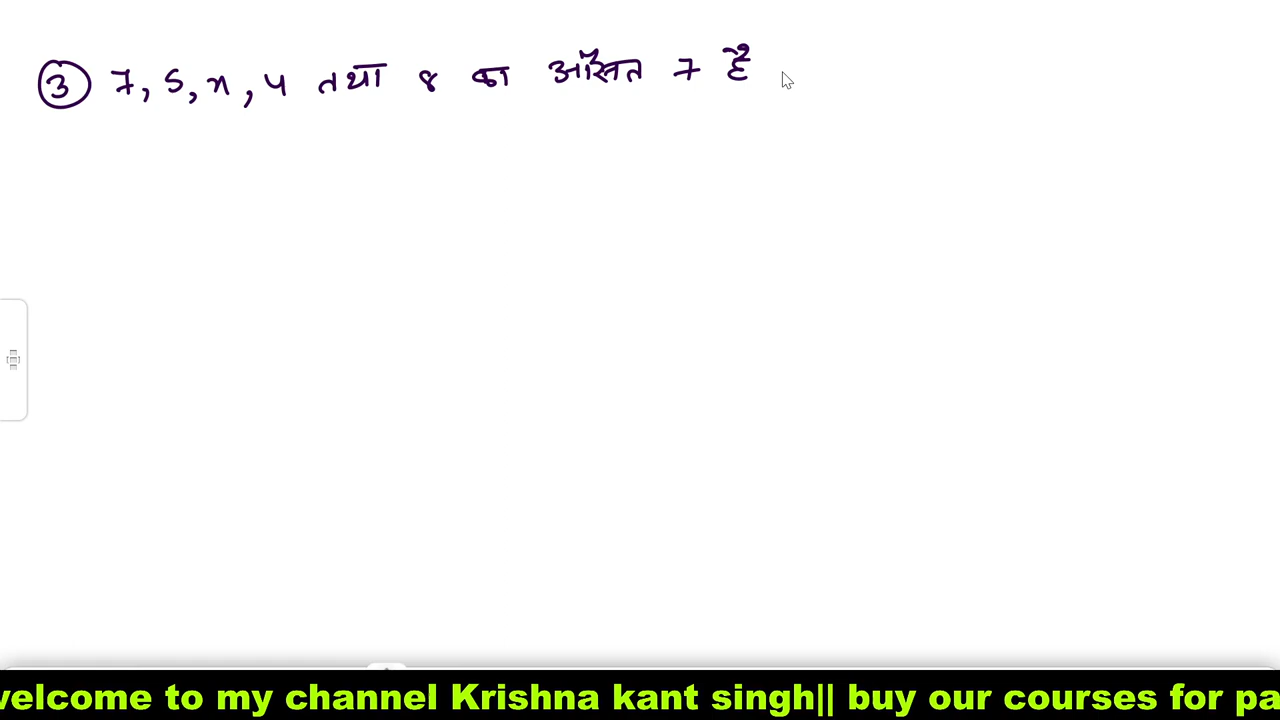 ③ 7, 5, x, 4 तथा 8 का औसत 7 है
welcome to my channel Krishna kant singh|| buy our courses for pa